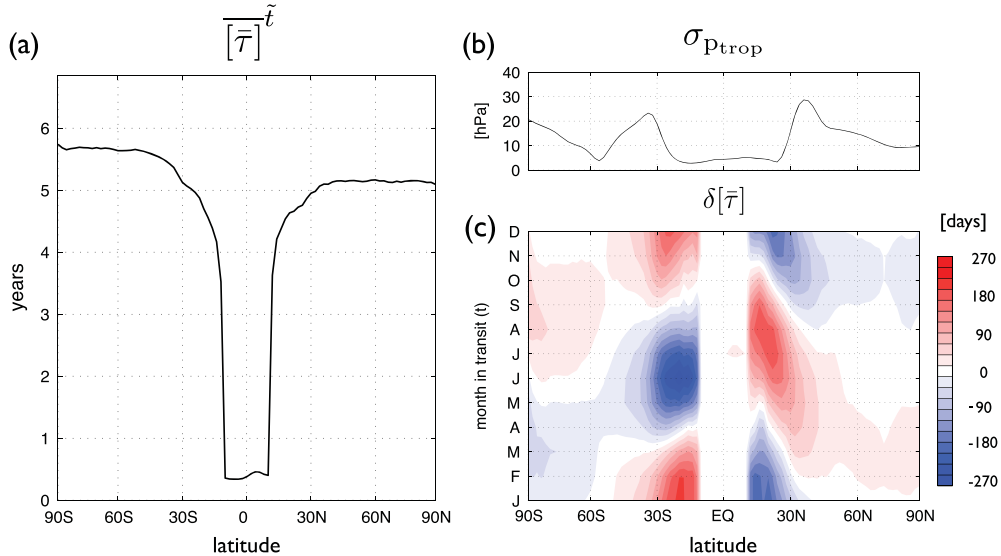 (a)
[τ̄]^t̃
years
6
5
4
3
2
1
0
90S 60S 30S 0 30N 60N 90N
latitude
(b)
σ_p_trop
[hPa]
40
30
20
10
0
(c)
δ[τ̄]
month in transit (t)
D
N
O
S
A
J
J
M
A
M
F
J
90S 60S 30S EQ 30N 60N 90N
latitude
[days]
270
180
90
0
-90
-180
-270